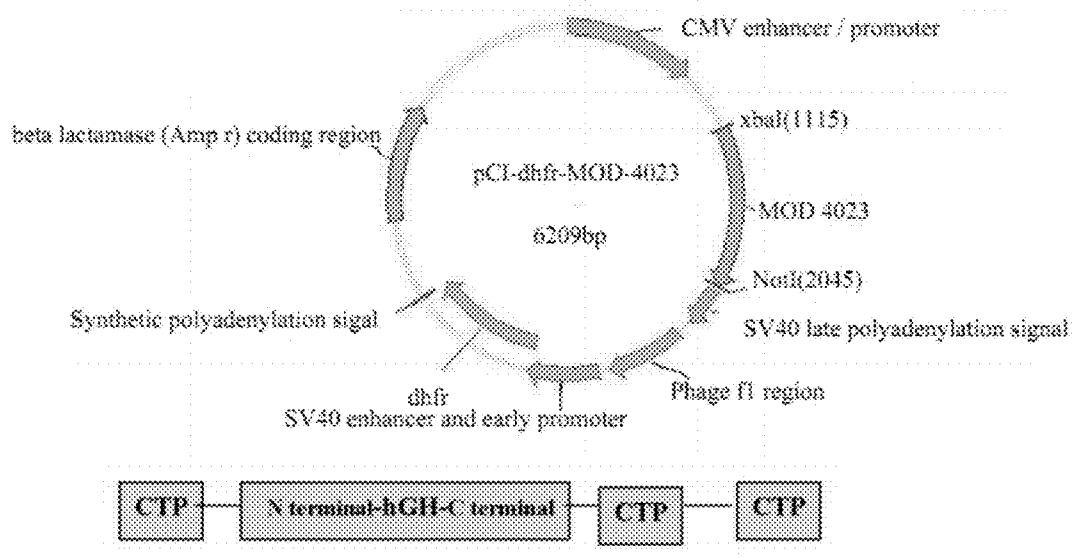 CMV enhancer / promoter
xbaI(1115)
beta lactamase (Amp r) coding region
pCI-dhfr-MOD-4023
MOD 4023
6209bp
NotI(2045)
Synthetic polyadenylation sigal
SV40 late polyadenylation signal
Phage f1 region
dhfr
SV40 enhancer and early promoter
CTP
N terminal-hGH-C terminal
CTP
CTP